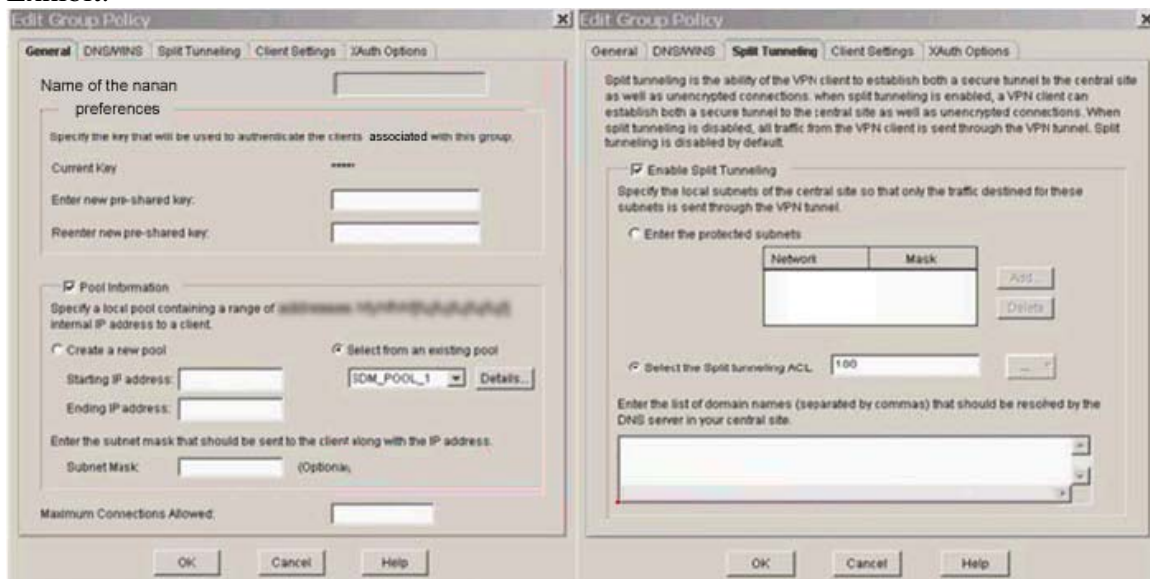 Exhibit:
Edit Group Policy
General DNS/WINS Split Tunneling Client Settings XAuth Options
Name of the nanan
preferences
Specify the key that will be used to authenticate the clients associated with this group.
Current Key *****
Enter new pre-shared key:
Reenter new pre-shared key:
Pool Information
Specify a local pool containing a range of
internal IP address to a client.
Create a new pool
Select from an existing pool
Starting IP address:
SDM_POOL_1 Details...
Ending IP address:
Enter the subnet mask that should be sent to the client along with the IP address.
Subnet Mask: (Optional)
Maximum Connections Allowed:
OK Cancel Help
Edit Group Policy
General DNS/WINS Split Tunneling Client Settings XAuth Options
Split tunneling is the ability of the VPN client to establish both a secure tunnel to the central site
as well as unencrypted connections. when split tunneling is enabled, a VPN client can
establish both a secure tunnel to the central site as well as unencrypted connections. When
split tunneling is disabled, all traffic from the VPN client is sent through the VPN tunnel. Split
tunneling is disabled by default.
Enable Split Tunneling
Specify the local subnets of the central site so that only the traffic destined for these
subnets is sent through the VPN tunnel.
Enter the protected subnets
Network Mask
Add...
Delete
Select the Split tunneling ACL 100 ...
Enter the list of domain names (separated by commas) that should be resolved by the
DNS server in your central site.
OK Cancel Help